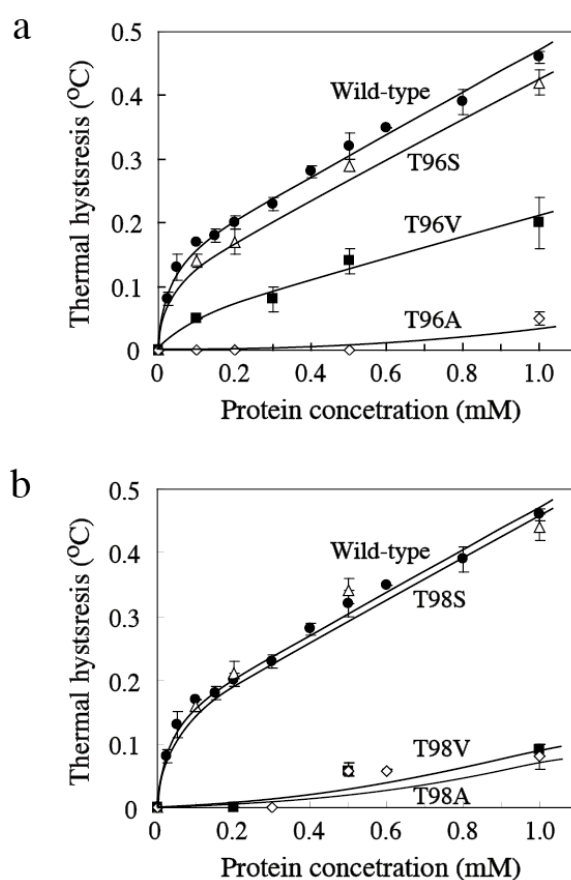 a
0.5
0.4
0.3
0.2
0.1
0
Thermal hystsresis (°C)
Wild-type
T96S
T96V
T96A
0 0.2 0.4 0.6 0.8 1.0
Protein concetration (mM)
b
0.5
0.4
0.3
0.2
0.1
0
Thermal hystsresis (°C)
Wild-type
T98S
T98V
T98A
0 0.2 0.4 0.6 0.8 1.0
Protein concetration (mM)